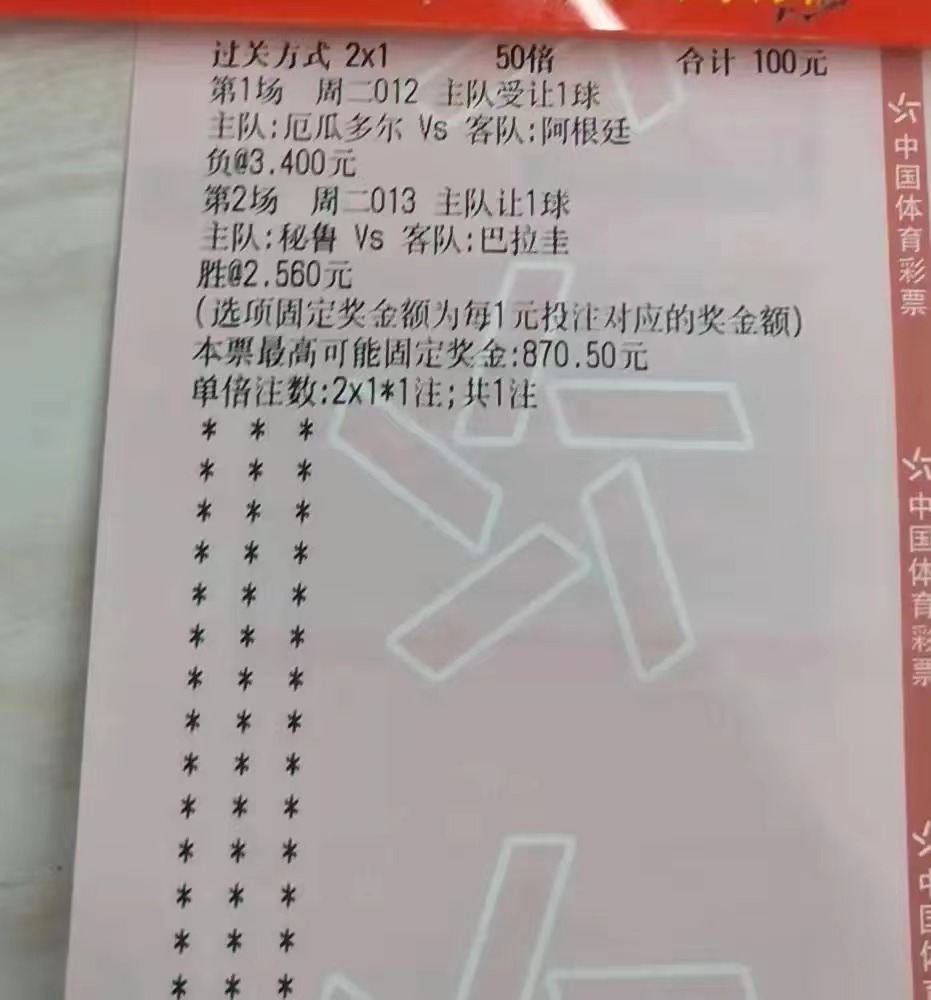 过关方式 2x1 50倍 合计 100元
第1场 周二012 主队受让1球
主队:厄瓜多尔 Vs 客队:阿根廷
负@3.400元
第2场 周二013 主队让1球
主队:秘鲁 Vs 客队:巴拉圭
胜@2.560元
(选项固定奖金额为每1元投注对应的奖金额)
本票最高可能固定奖金:870.50元
单倍注数:2x1*1注;共1注
* * *
* * *
* * *
* * *
* * *
* * *
* * *
* * *
* * *
* * *
* * *
* * *
* * *
* * *
中国体育彩票
中国体育彩票
中国体